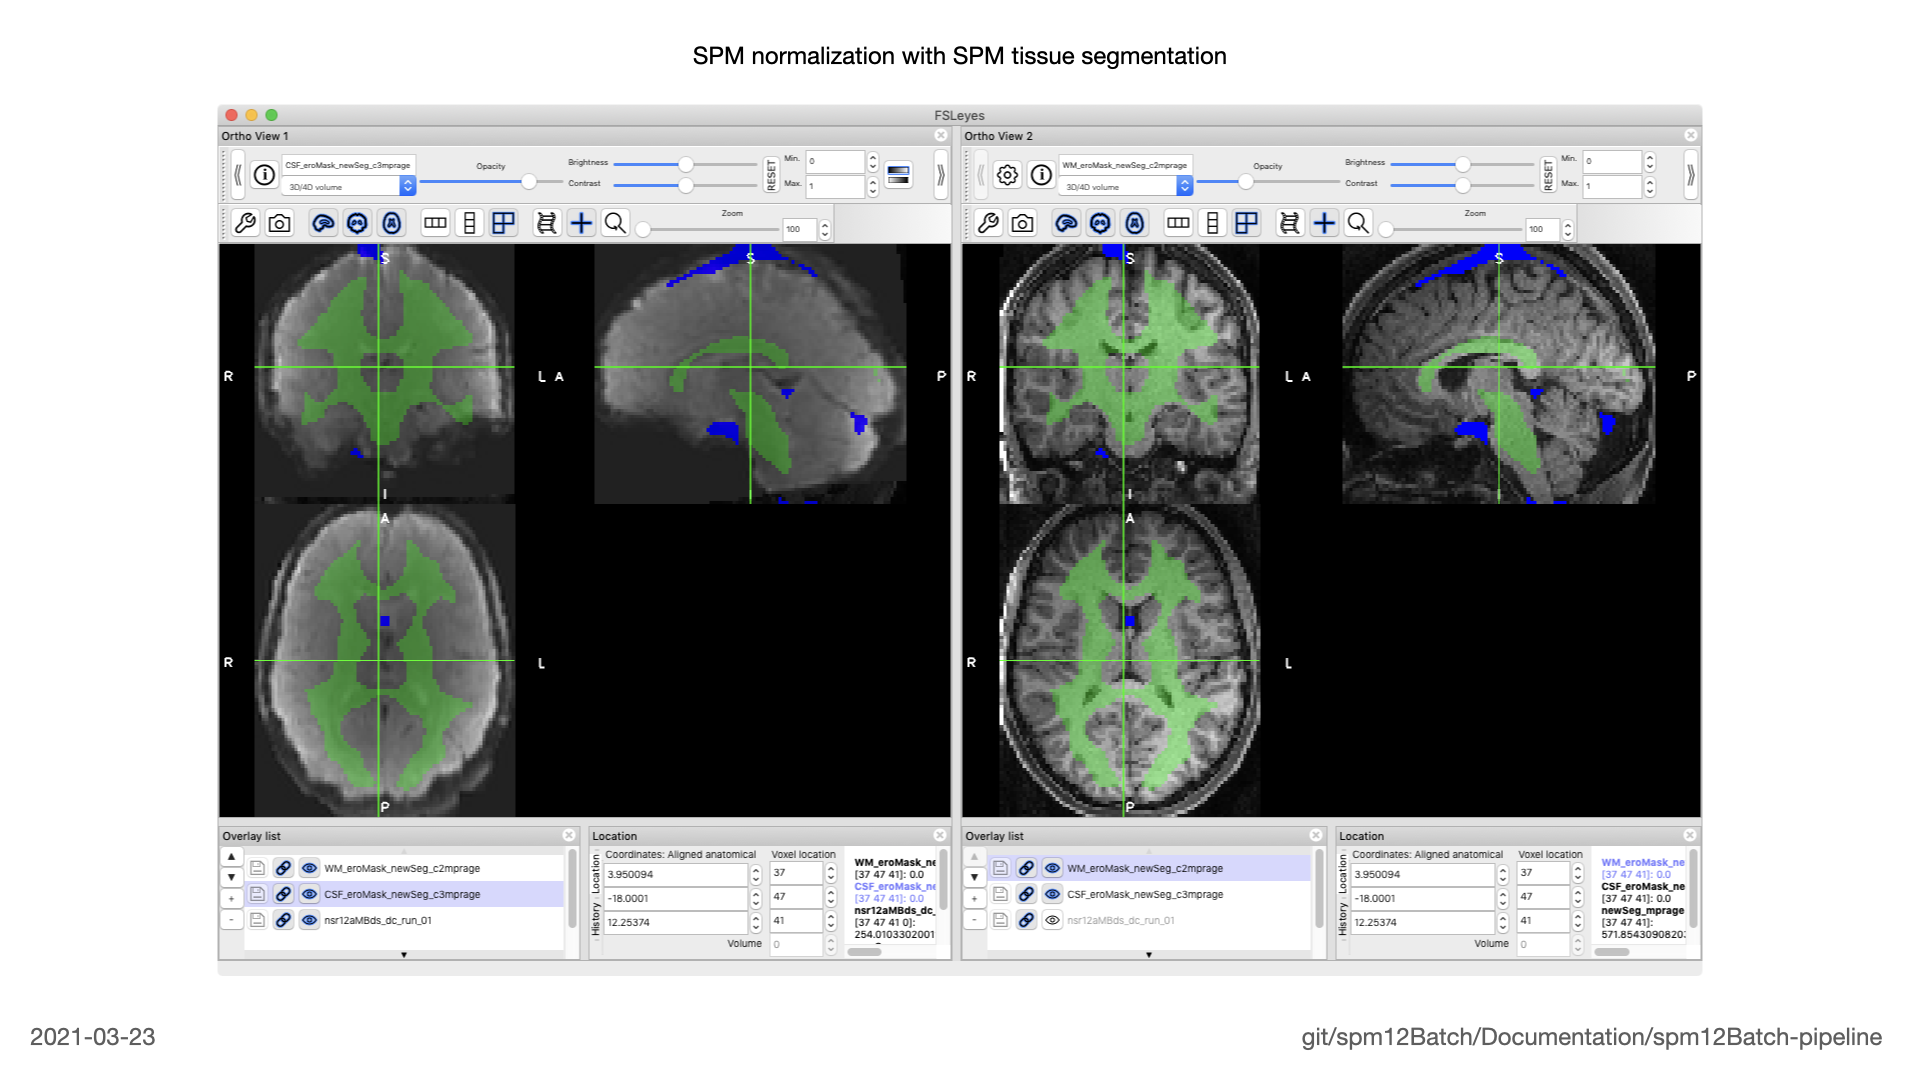 SPM normalization with SPM tissue segmentation
FSLeyes
Ortho View 1
CSF_eroMask_newSeg_c3mprage
3D/4D volume
Opacity
Brightness
Contrast
RESET
Min. 0
Max. 1
Zoom
100
S
R
L
A
P
I
A
R
L
P
Ortho View 2
WM_eroMask_newSeg_c2mprage
3D/4D volume
Opacity
Brightness
Contrast
RESET
Min. 0
Max. 1
Zoom
100
S
R
L
A
S
P
I
A
R
L
P
Overlay list
WM_eroMask_newSeg_c2mprage
CSF_eroMask_newSeg_c3mprage
nsr12aMBds_dc_run_01
Location
History
Location
Coordinates: Aligned anatomical
Voxel location
3.950094
37
-18.0001
47
12.25374
41
Volume
0
WM_eroMask_ne
[37 47 41]: 0.0
CSF_eroMask_ne
[37 47 41]: 0.0
nsr12aMBds_dc_
[37 47 41 0]:
254.0103302001
Overlay list
WM_eroMask_newSeg_c2mprage
CSF_eroMask_newSeg_c3mprage
nsr12aMBds_dc_run_01
Location
History
Location
Coordinates: Aligned anatomical
Voxel location
3.950094
37
-18.0001
47
12.25374
41
Volume
0
WM_eroMask_ne
[37 47 41]: 0.0
CSF_eroMask_ne
[37 47 41]: 0.0
newSeg_mprage
[37 47 41]:
571.8543090820
2021-03-23
git/spm12Batch/Documentation/spm12Batch-pipeline